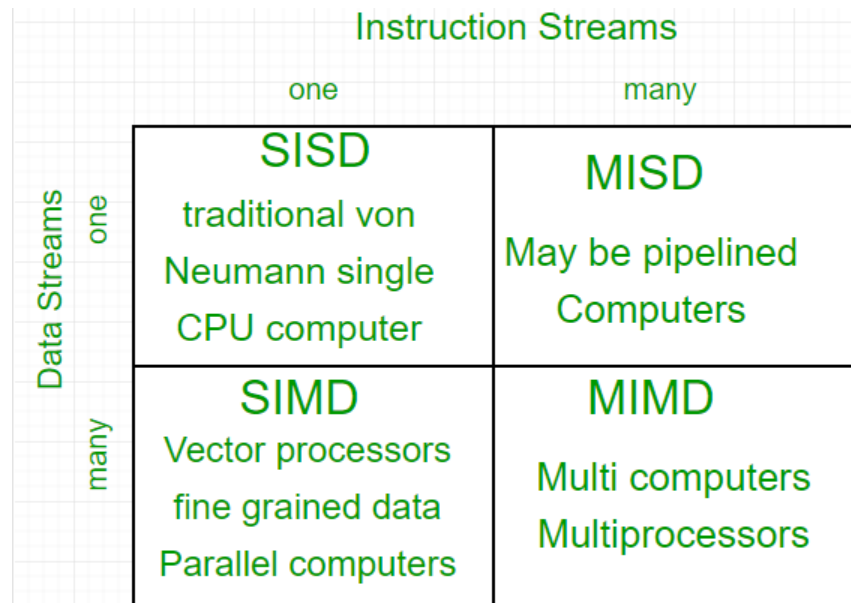 Instruction Streams
one
many
Data Streams
one
many
SISD
traditional von
Neumann single
CPU computer
MISD
May be pipelined
Computers
SIMD
Vector processors
fine grained data
Parallel computers
MIMD
Multi computers
Multiprocessors